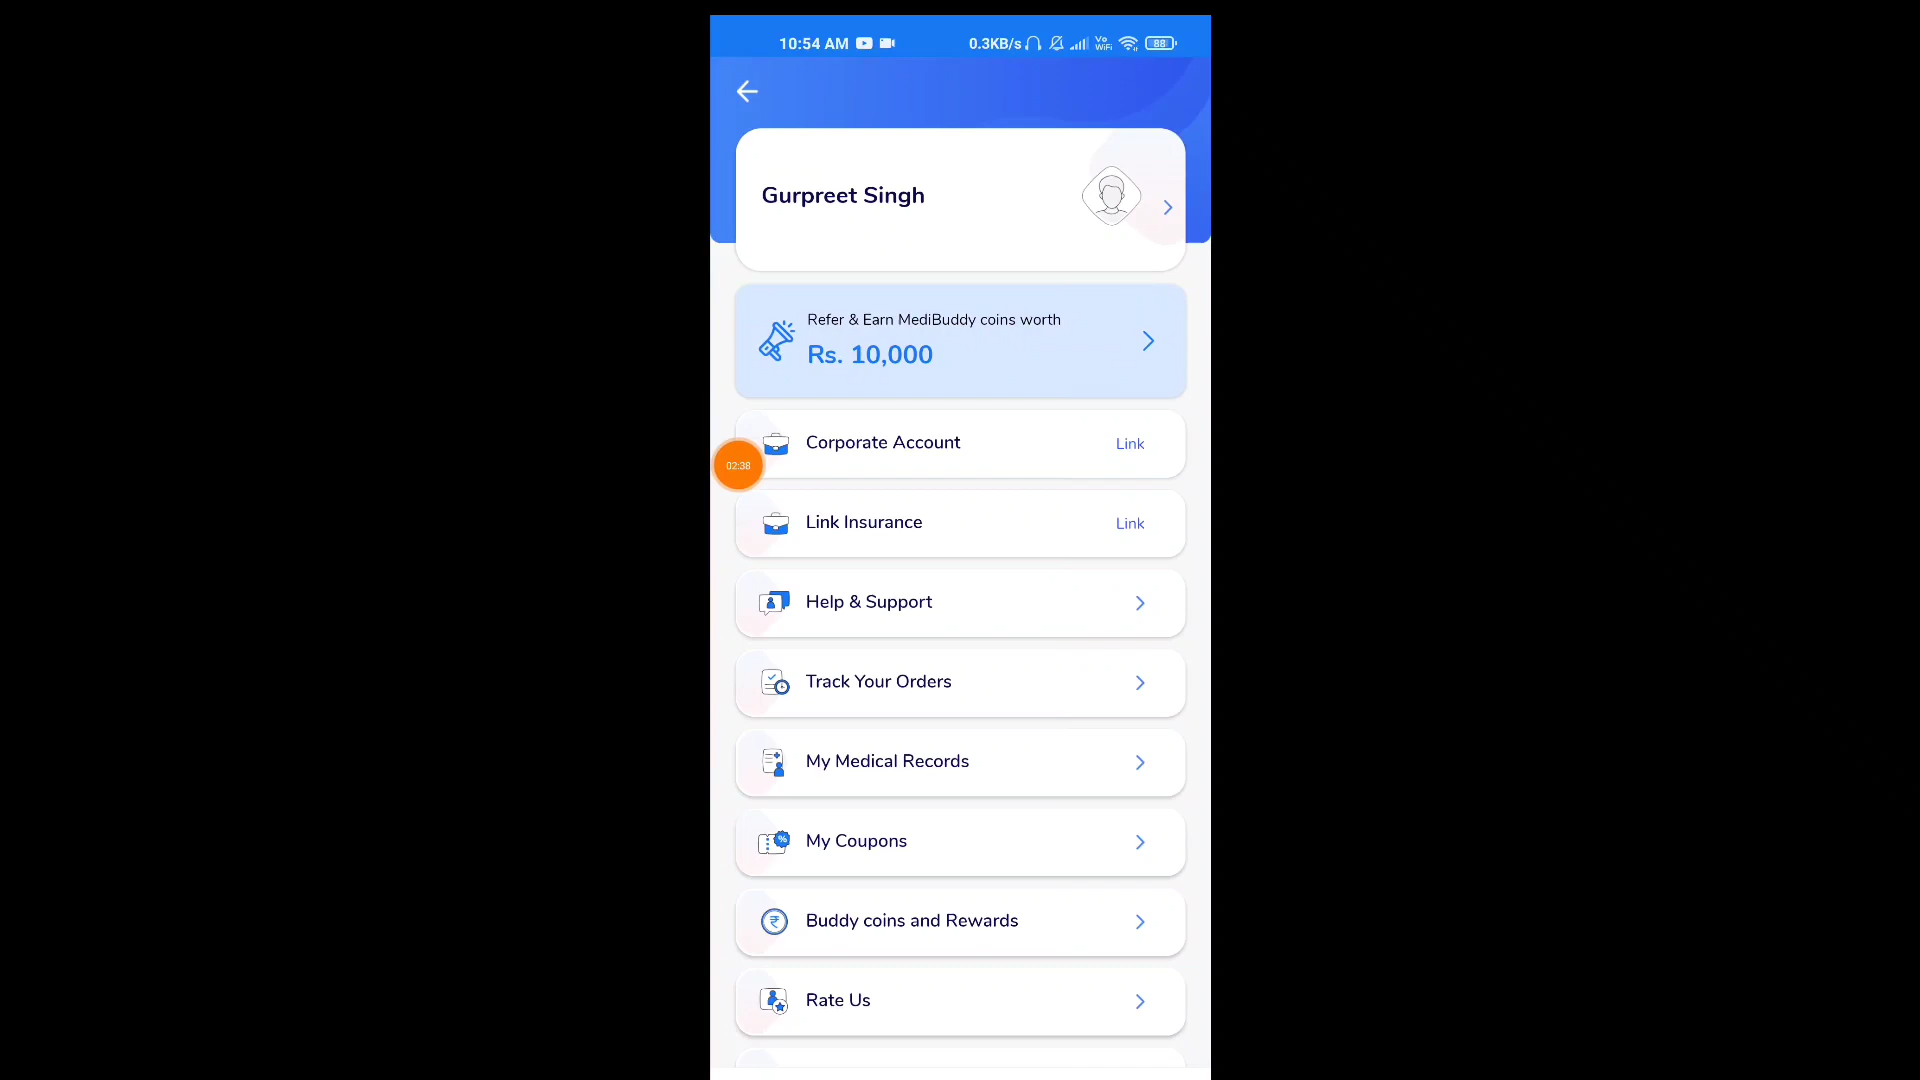 10:54 AM 0.3KB/s Vo WiFi 88
Gurpreet Singh
Refer & Earn MediBuddy coins worth
Rs. 10,000
Corporate Account Link
02:38
Link Insurance Link
Help & Support
Track Your Orders
My Medical Records
My Coupons
Buddy coins and Rewards
Rate Us